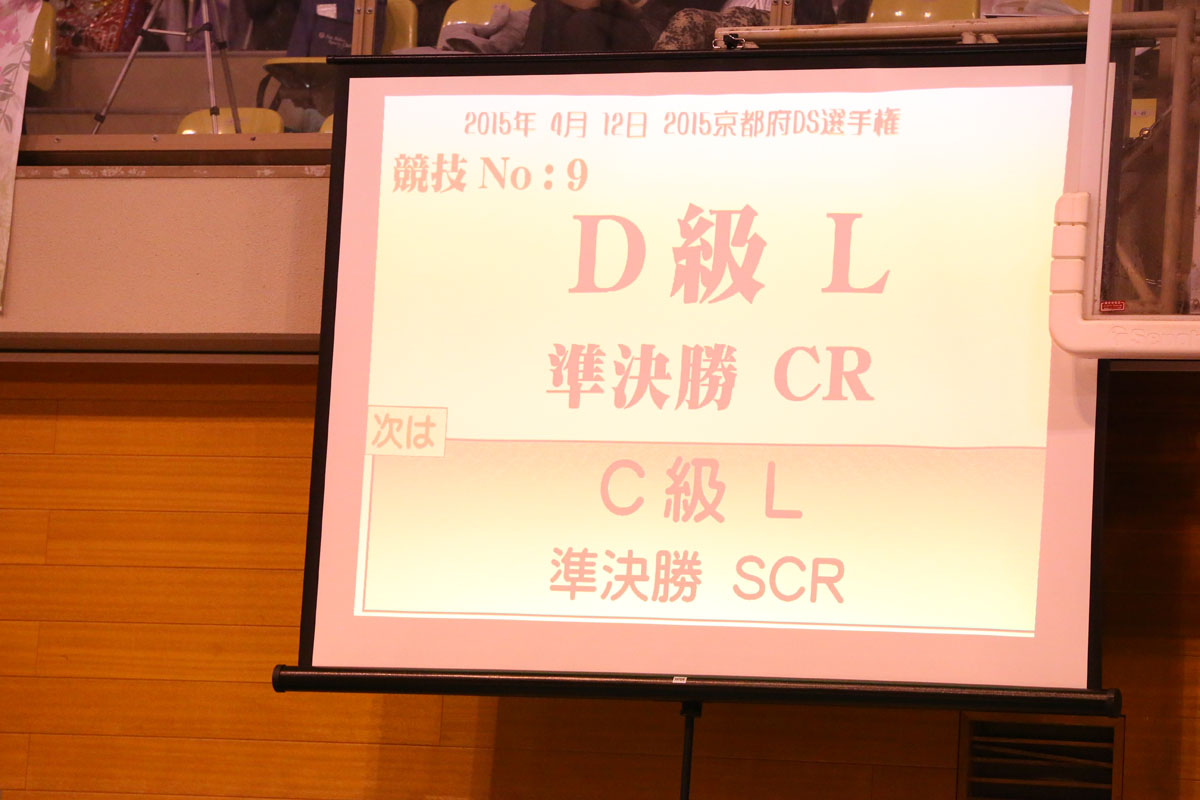 2015年 4月 12日 2015京都府DS選手権
競技 No : 9
D級 L
準決勝 CR
次は
C級 L
準決勝 SCR